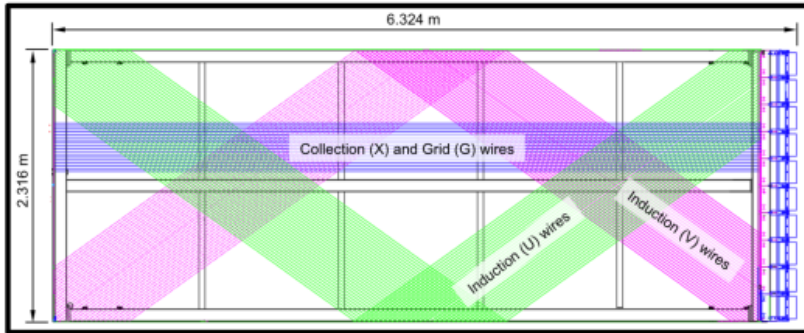 6.324 m
2.316 m
Collection (X) and Grid (G) wires
Induction (U) wires
Induction (V) wires